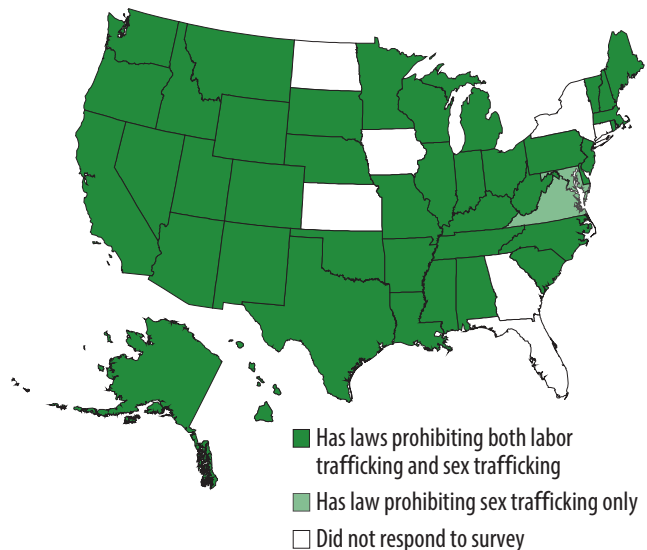 Has laws prohibiting both labor
trafficking and sex trafficking
Has law prohibiting sex trafficking only
Did not respond to survey